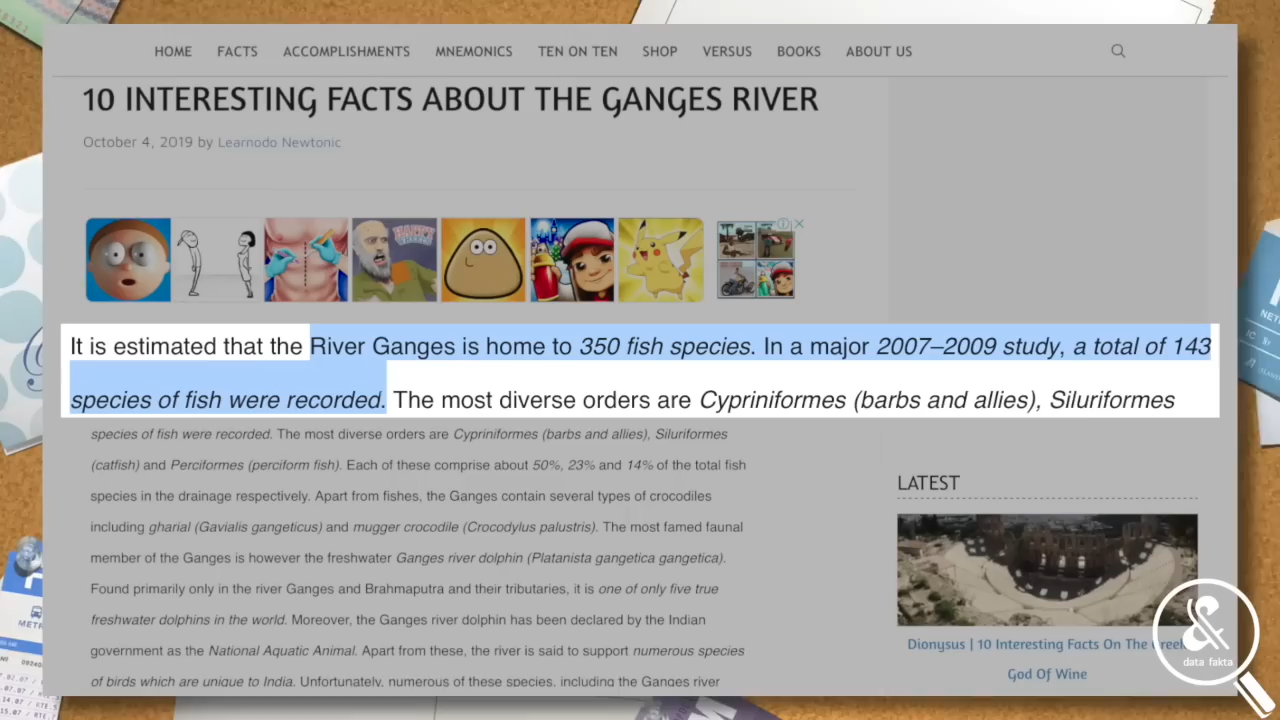 HOME FACTS ACCOMPLISHMENTS MNEMONICS TEN ON TEN SHOP VERSUS BOOKS ABOUT US
10 INTERESTING FACTS ABOUT THE GANGES RIVER
October 4, 2019 by Learnodo Newtonic
It is estimated that the River Ganges is home to 350 fish species. In a major 2007–2009 study, a total of 143
species of fish were recorded. The most diverse orders are Cypriniformes (barbs and allies), Siluriformes
species of fish were recorded. The most diverse orders are Cypriniformes (barbs and allies), Siluriformes
(catfish) and Perciformes (perciform fish). Each of these comprise about 50%, 23% and 14% of the total fish
species in the drainage respectively. Apart from fishes, the Ganges contain several types of crocodiles
including gharial (Gavialis gangeticus) and mugger crocodile (Crocodylus palustris). The most famed faunal
member of the Ganges is however the freshwater Ganges river dolphin (Platanista gangetica gangetica).
Found primarily only in the river Ganges and Brahmaputra and their tributaries, it is one of only five true
freshwater dolphins in the world. Moreover, the Ganges river dolphin has been declared by the Indian
government as the National Aquatic Animal. Apart from these, the river is said to support numerous species
of birds which are unique to India. Unfortunately, numerous of these species, including the Ganges river
LATEST
Dionysus | 10 Interesting Facts On The Greek
God Of Wine
& data fakta